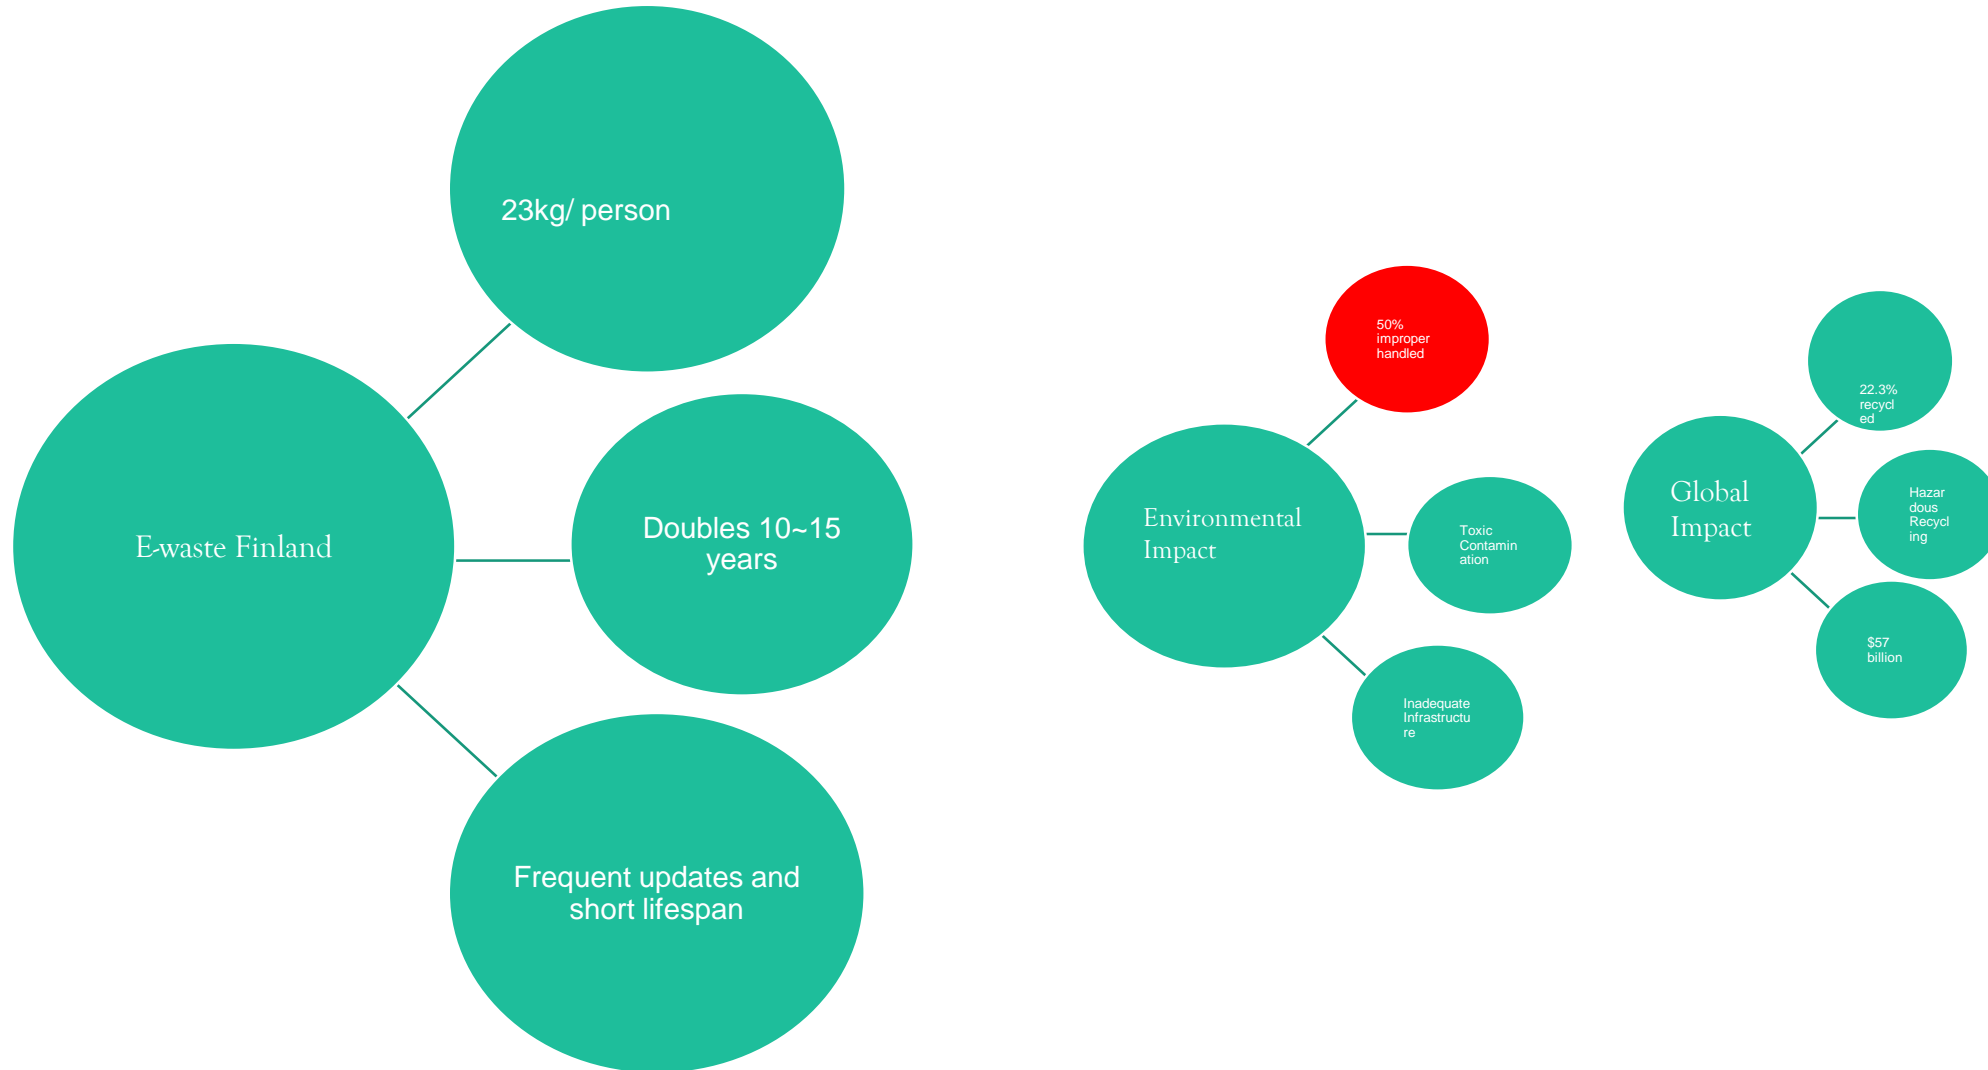 E-waste Finland
23kg/ person
Doubles 10~15
years
Frequent updates and
short lifespan
Environmental
Impact
50%
improper
handled
Toxic
Contamin
ation
Inadequate
Infrastructu
re
Global
Impact
22.3%
recycl
ed
Hazar
dous
Recycl
ing
$57
billion